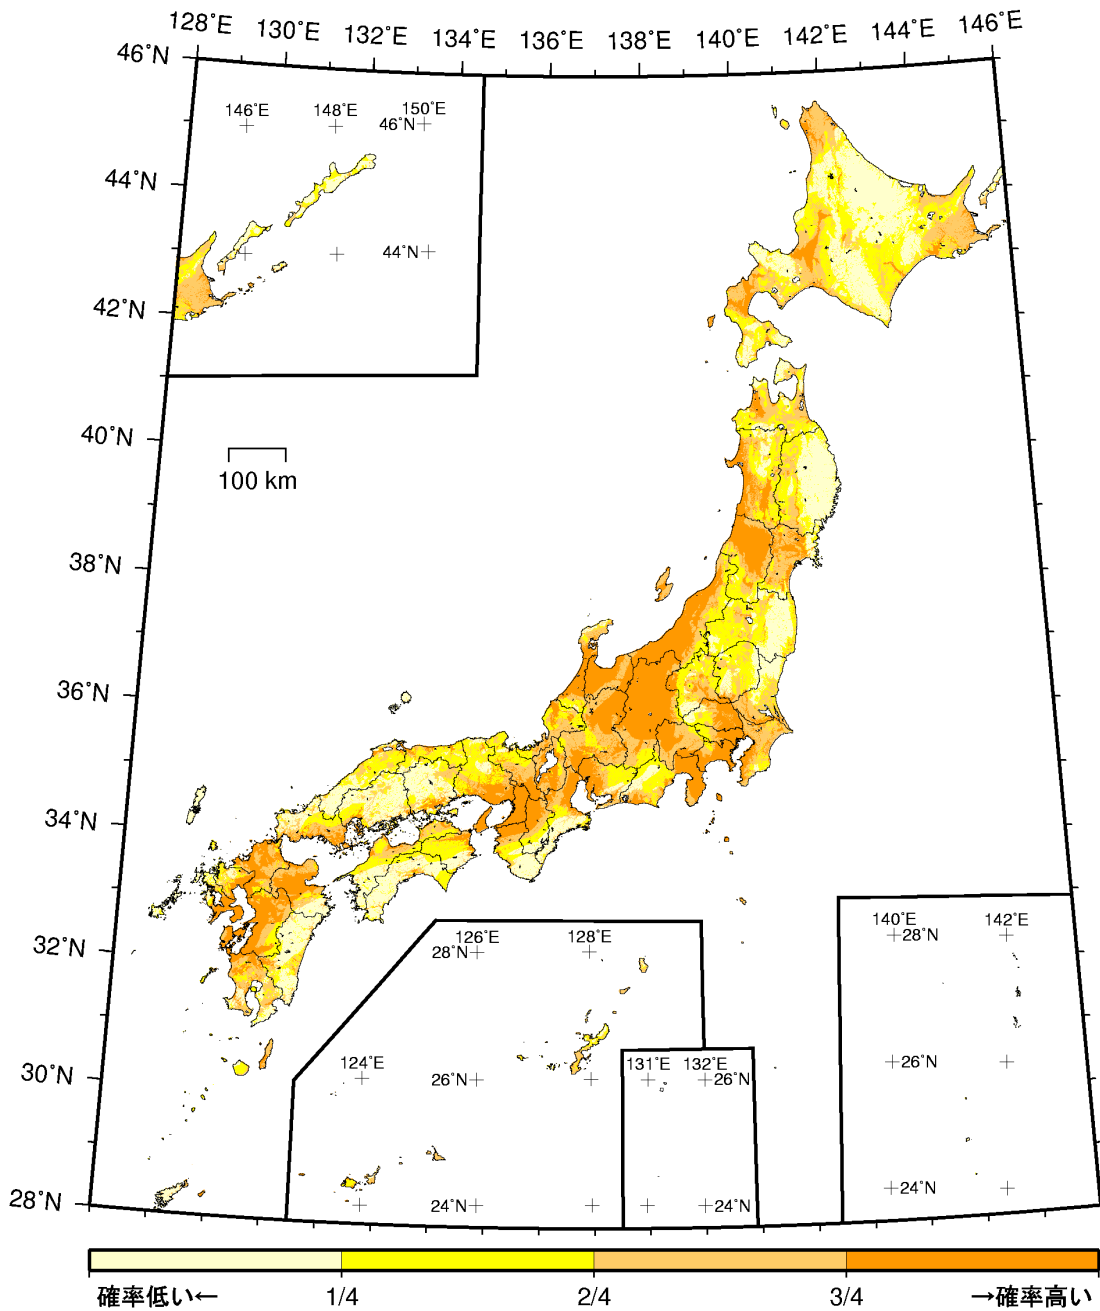 128°E 130°E 132°E 134°E 136°E 138°E 140°E 142°E 144°E 146°E
46°N
146°E 148°E 150°E
46°N
44°N
44°N
42°N
40°N
100 km
38°N
36°N
34°N
32°N
126°E 128°E
28°N
140°E 142°E
28°N
124°E
131°E 132°E
30°N
26°N
26°N
26°N
28°N
24°N
24°N
24°N
確率低い← 1/4 2/4 3/4 →確率高い